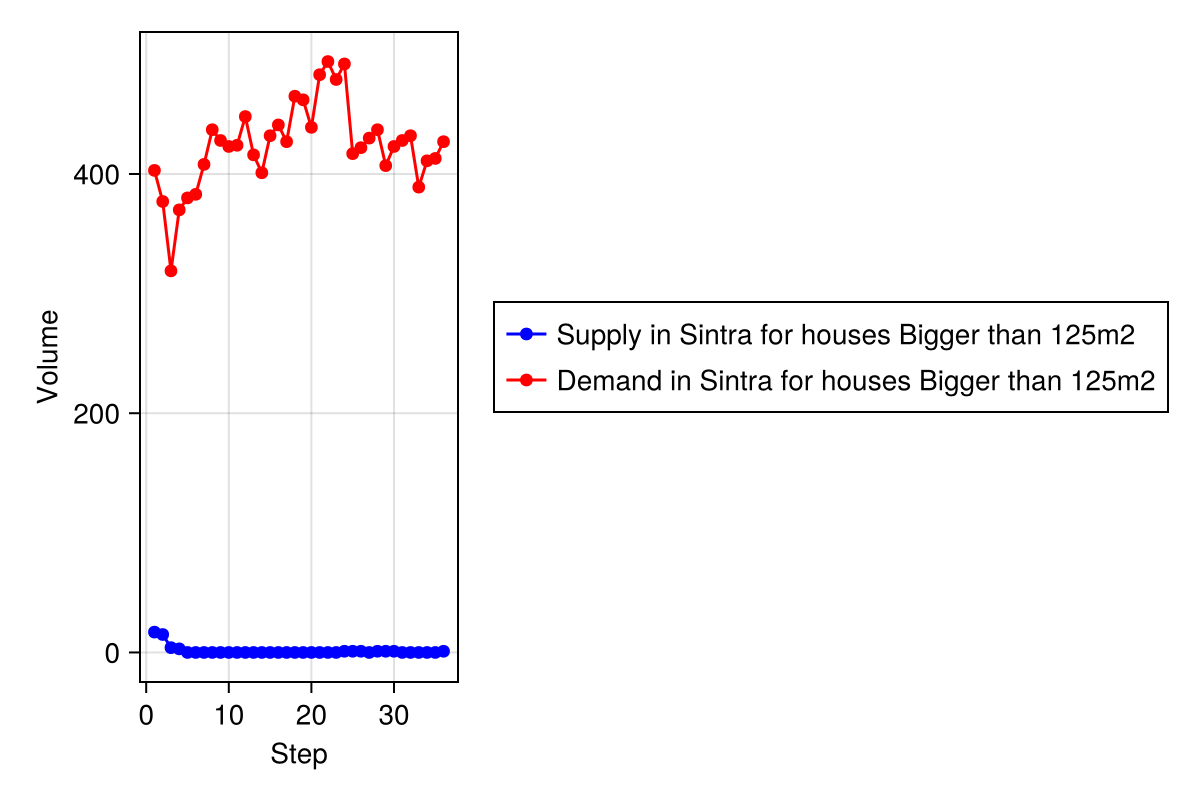 Volume
400
200
0
0 10 20 30
Step
Supply in Sintra for houses Bigger than 125m2
Demand in Sintra for houses Bigger than 125m2